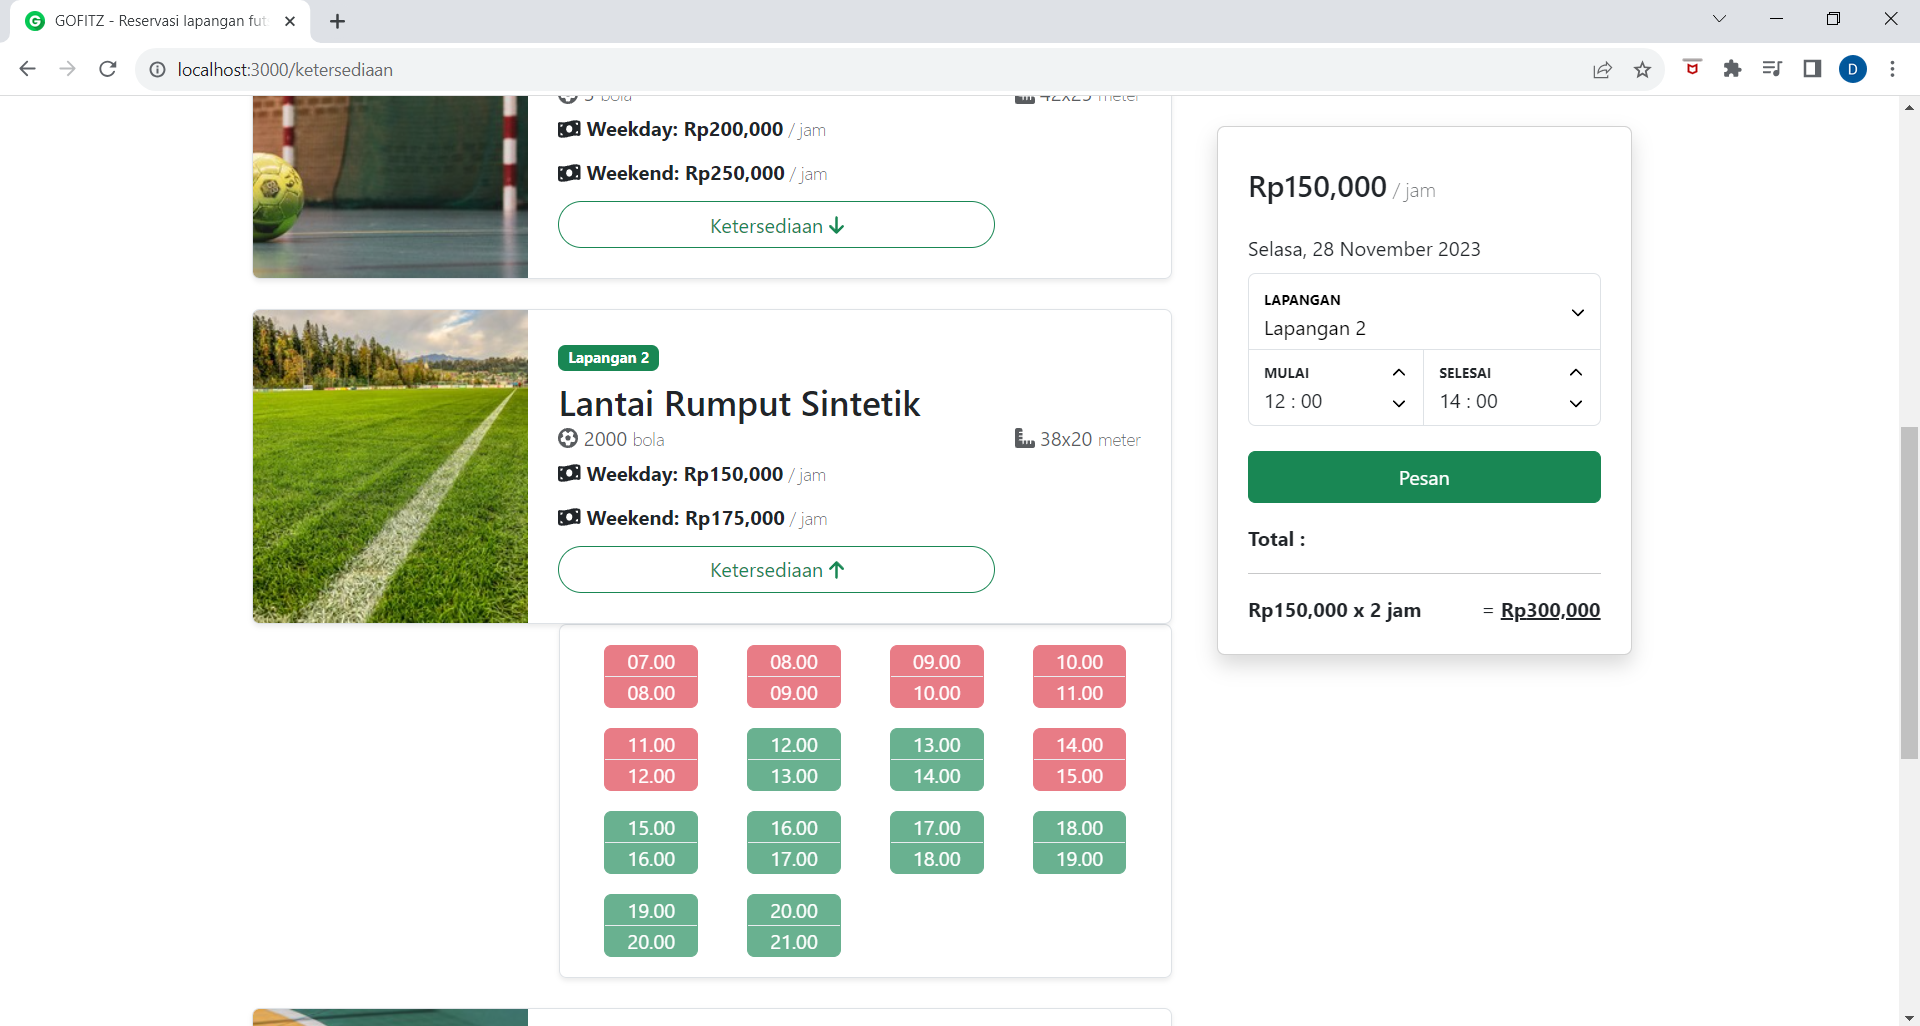 GOFITZ - Reservasi lapangan fut
localhost:3000/ketersediaan
D
5 bola
42x25 meter
Weekday: Rp200,000 / jam
Weekend: Rp250,000 / jam
Ketersediaan
Lapangan 2
Lantai Rumput Sintetik
2000 bola
38x20 meter
Weekday: Rp150,000 / jam
Weekend: Rp175,000 / jam
Ketersediaan
07.00
08.00
08.00
09.00
09.00
10.00
10.00
11.00
11.00
12.00
12.00
13.00
13.00
14.00
14.00
15.00
15.00
16.00
16.00
17.00
17.00
18.00
18.00
19.00
19.00
20.00
20.00
21.00
Rp150,000 / jam
Selasa, 28 November 2023
LAPANGAN
Lapangan 2
MULAI
12 : 00
SELESAI
14 : 00
Pesan
Total :
Rp150,000 x 2 jam = Rp300,000